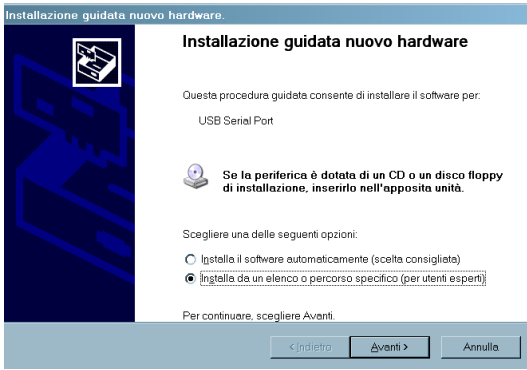 Installazione guidata nuovo hardware.
Installazione guidata nuovo hardware
Questa procedura guidata consente di installare il software per:
USB Serial Port
Se la periferica è dotata di un CD o un disco floppy
di installazione, inserirlo nell'apposita unità.
Scegliere una delle seguenti opzioni:
Installa il software automaticamente (scelta consigliata)
Installa da un elenco o percorso specifico (per utenti esperti)
Per continuare, scegliere Avanti.
< Indietro
Avanti >
Annulla